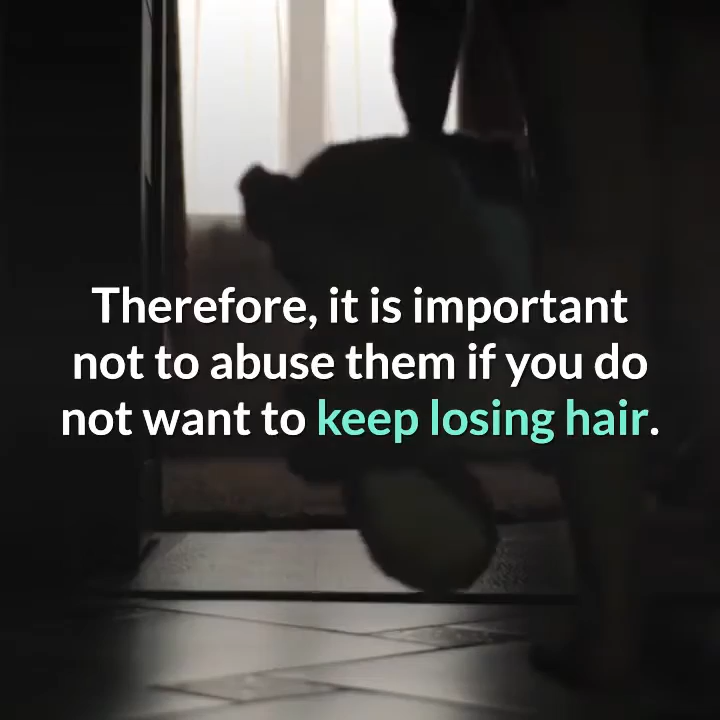 Therefore, it is important
not to abuse them if you do
not want to keep losing hair.